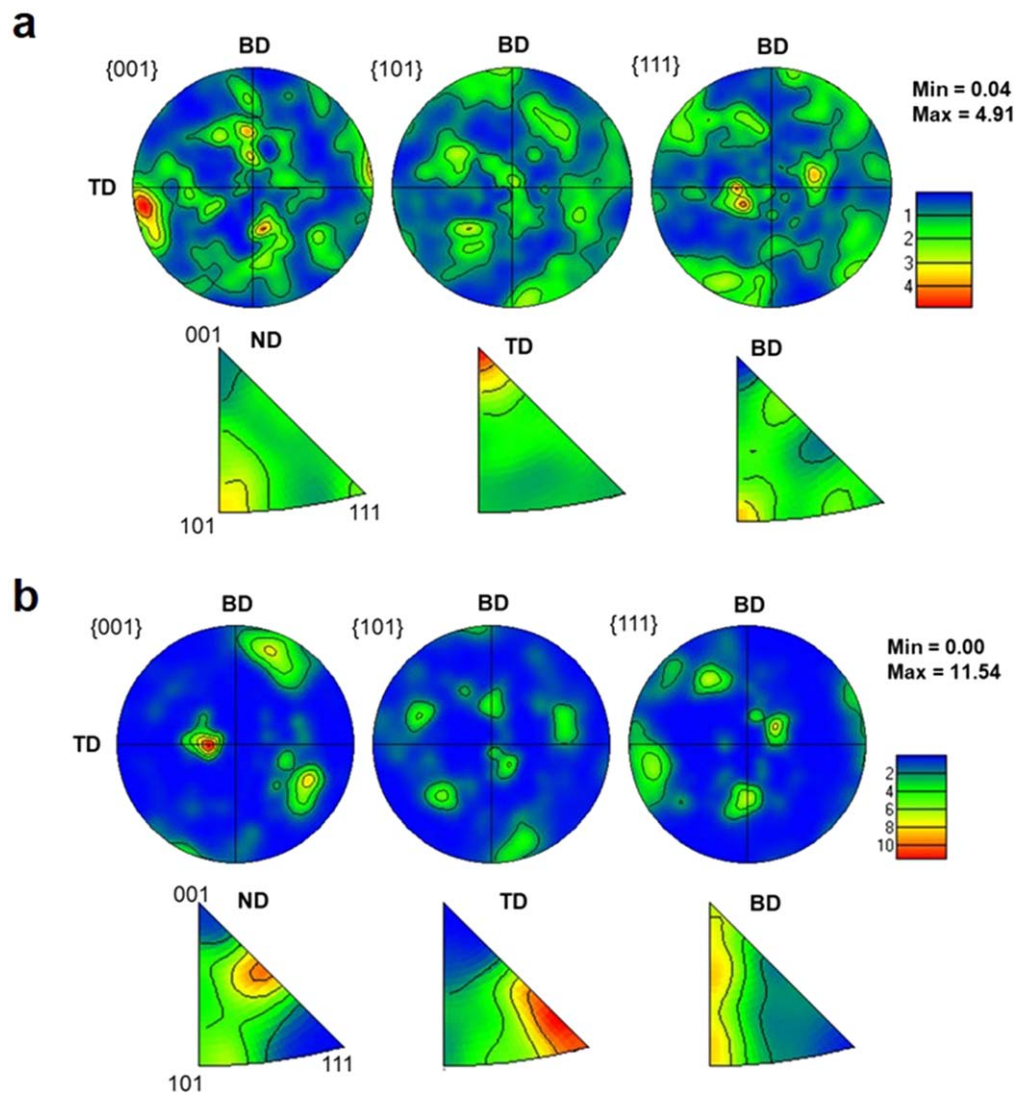 a
BD
BD
BD
{001}
{101}
{111}
Min = 0.04
Max = 4.91
TD
1
2
3
4
001
ND
TD
BD
101
111
b
BD
BD
BD
{001}
{101}
{111}
Min = 0.00
Max = 11.54
TD
2
4
6
8
10
001
ND
TD
BD
101
111